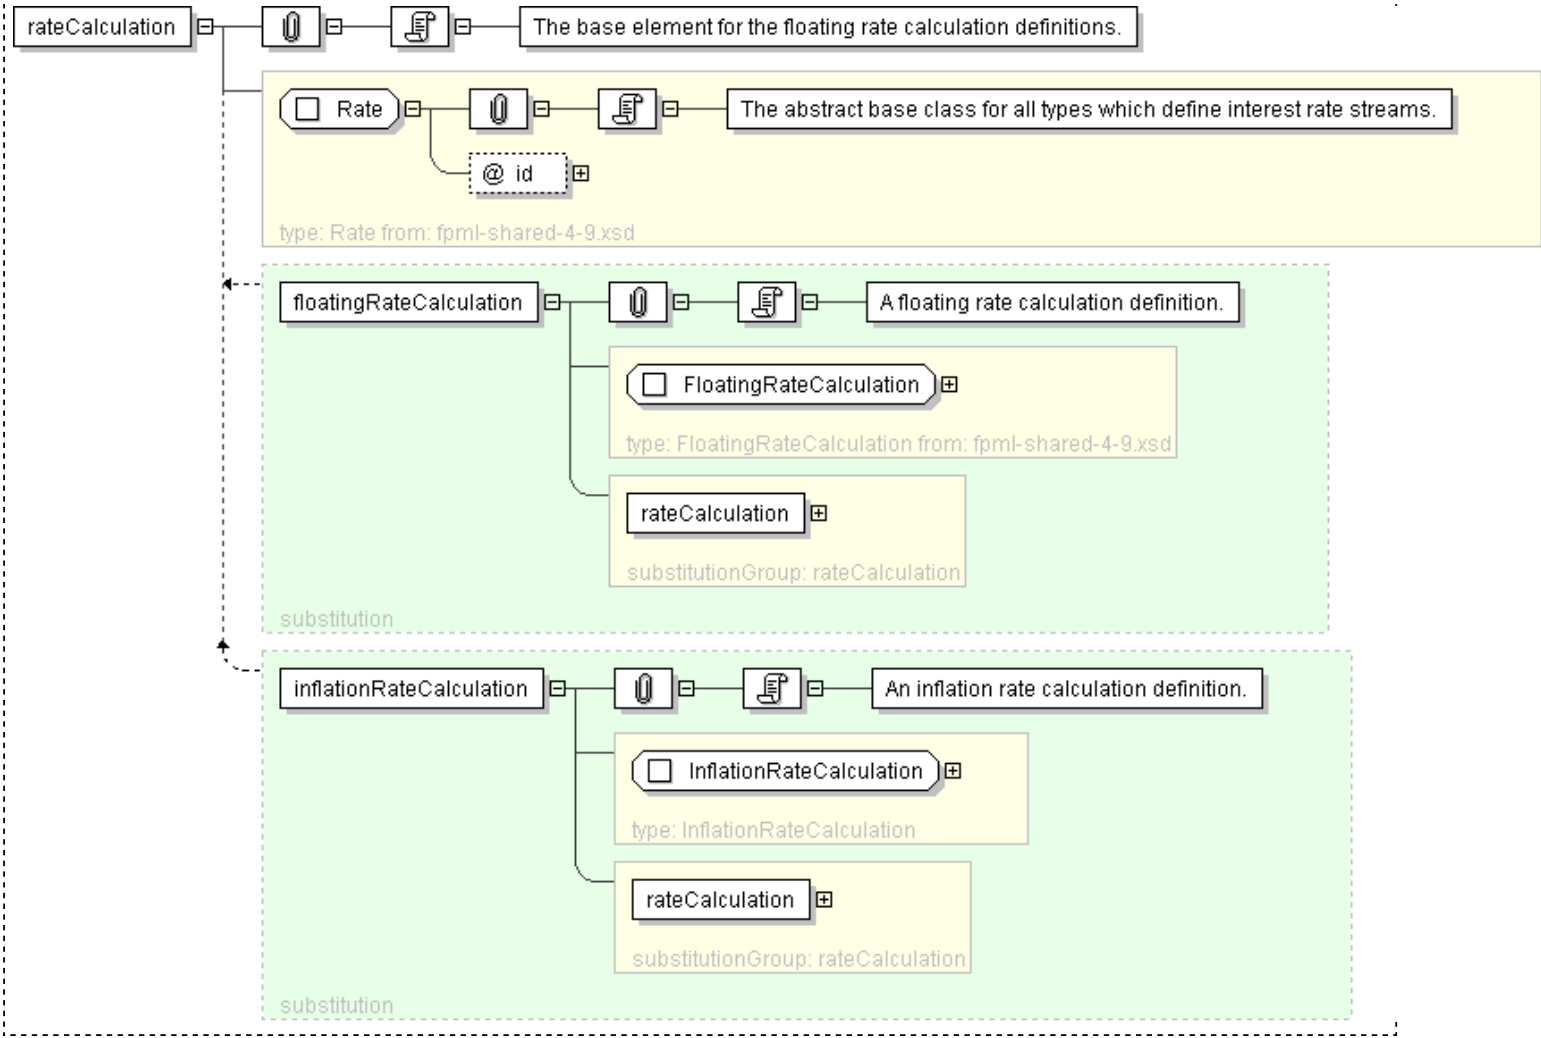 rateCalculation
The base element for the floating rate calculation definitions.
Rate
The abstract base class for all types which define interest rate streams.
@ id
type: Rate from: fpml-shared-4-9.xsd
floatingRateCalculation
A floating rate calculation definition.
FloatingRateCalculation
type: FloatingRateCalculation from: fpml-shared-4-9.xsd
rateCalculation
substitutionGroup: rateCalculation
substitution
inflationRateCalculation
An inflation rate calculation definition.
InflationRateCalculation
type: InflationRateCalculation
rateCalculation
substitutionGroup: rateCalculation
substitution